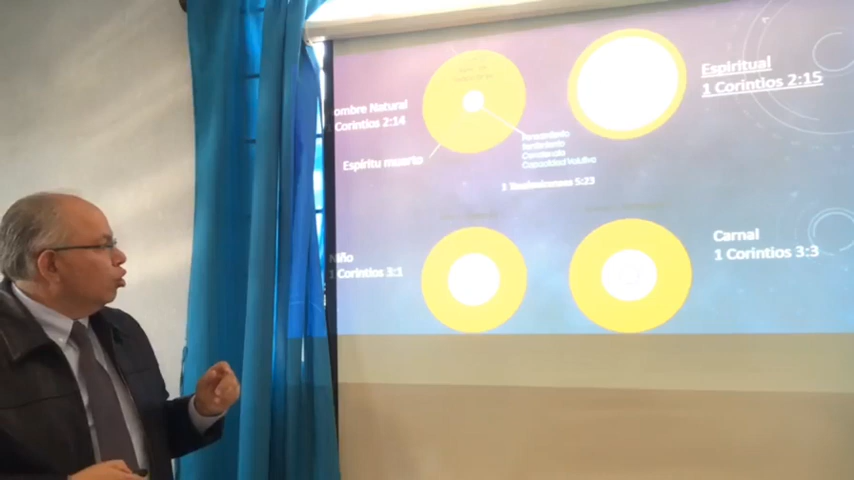 ombre Natural
1 Corintios 2:14
Espíritu muerto
Pensamiento
Sentimiento
Conciencia
Capacidad Volutiva
1 Tesalonicenses 5:23
Espiritual
1 Corintios 2:15
Niño
1 Corintios 3:1
Carnal
1 Corintios 3:3